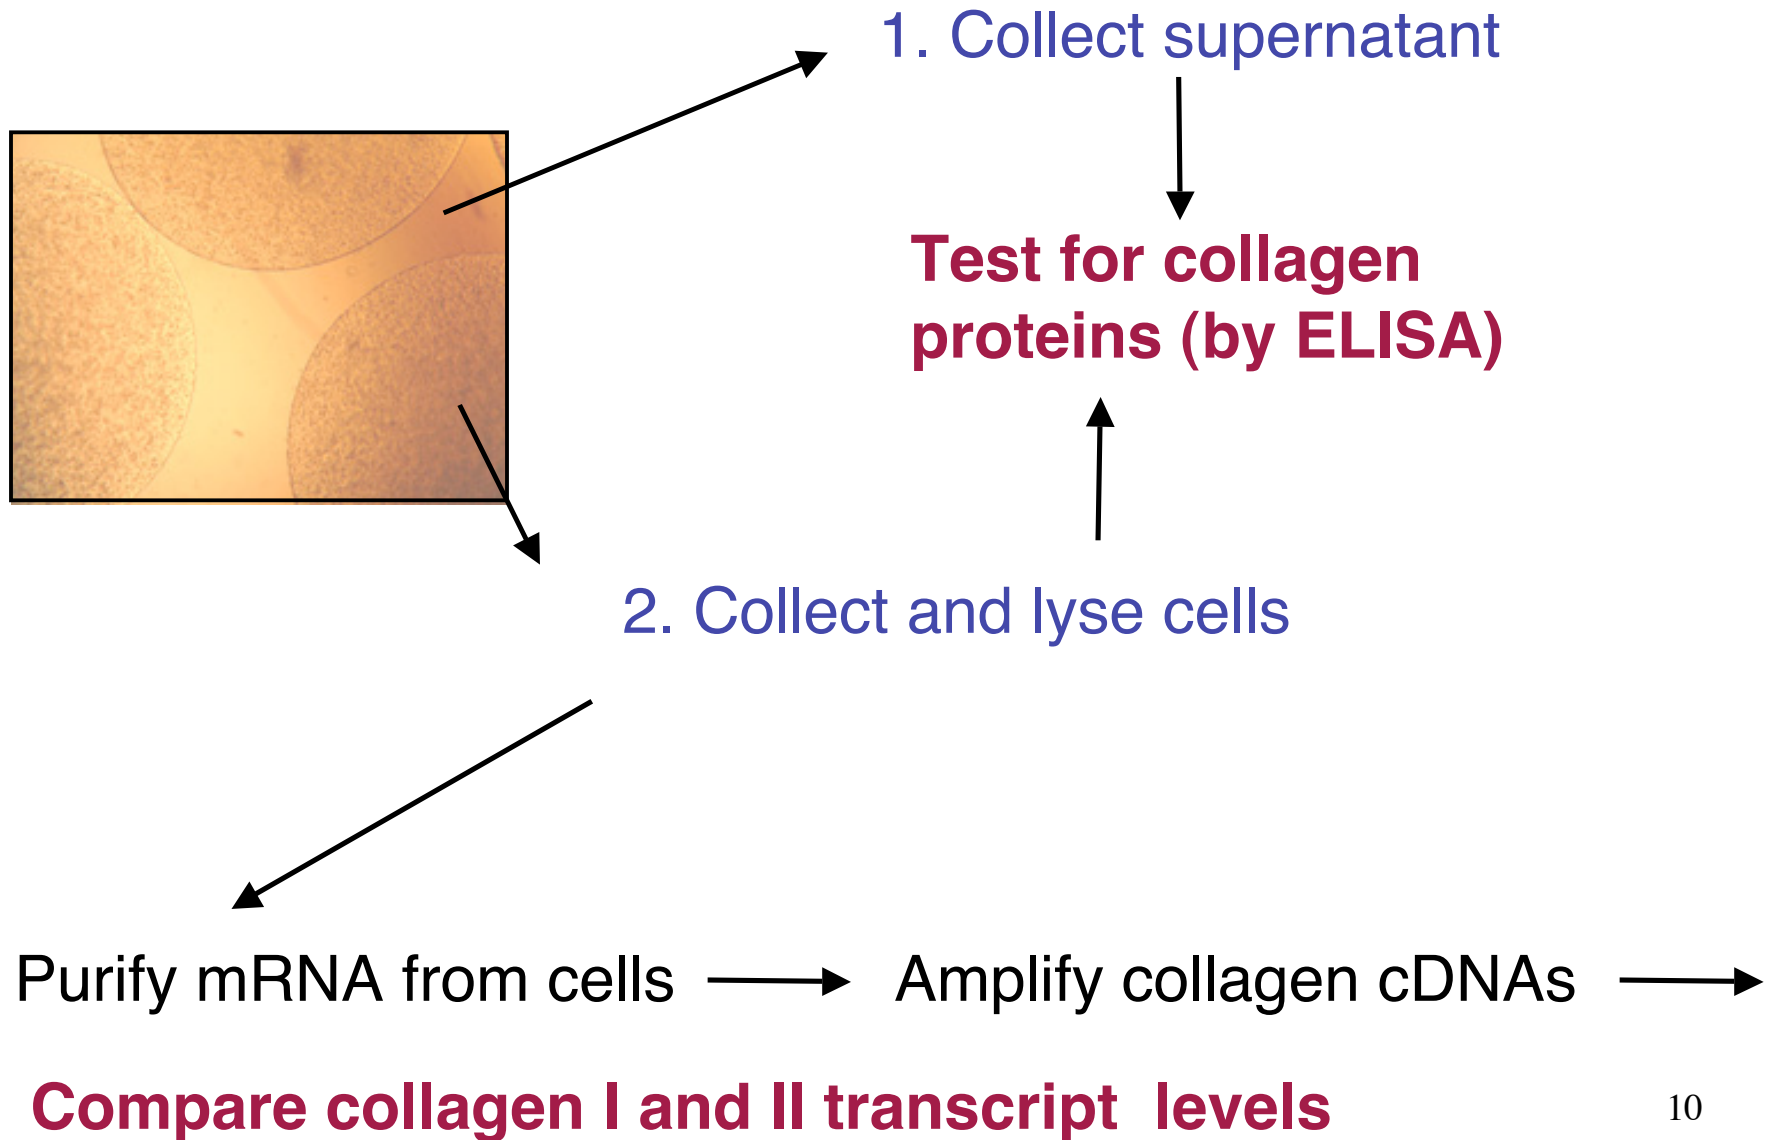 1. Collect supernatant
Test for collagen
proteins (by ELISA)
2. Collect and lyse cells
Purify mRNA from cells
Amplify collagen cDNAs
Compare collagen I and II transcript levels
10